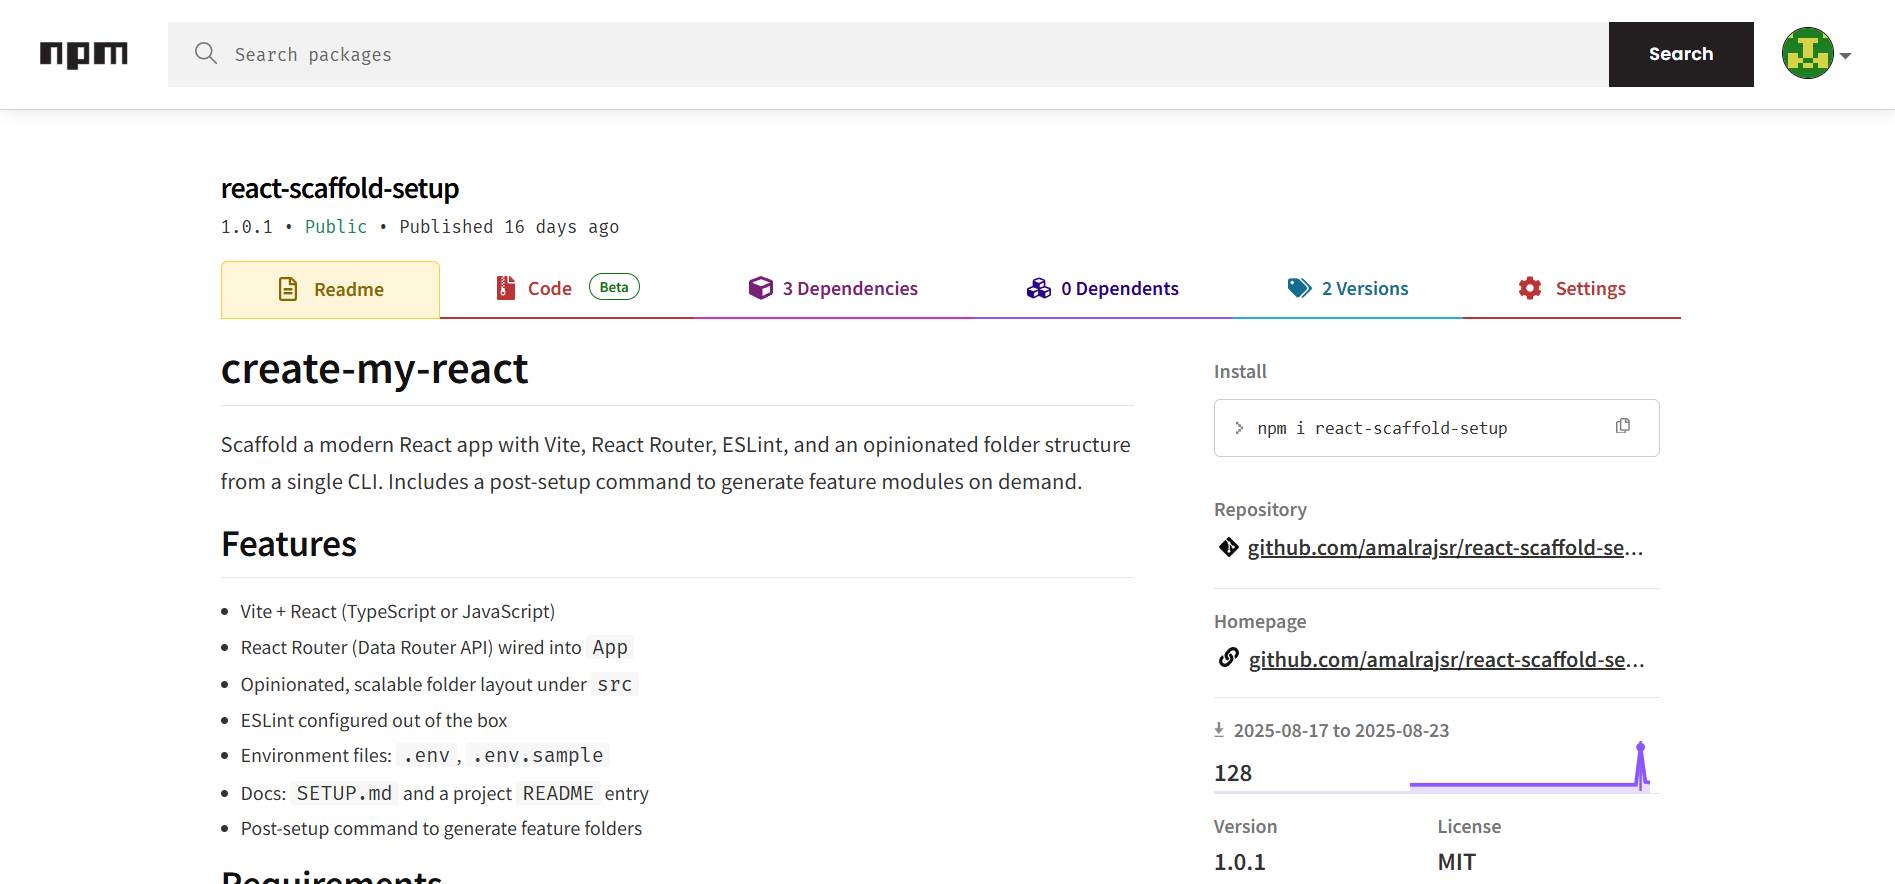 npm
Search packages
Search
react-scaffold-setup
1.0.1 • Public • Published 16 days ago
Readme
Code Beta
3 Dependencies
0 Dependents
2 Versions
Settings
create-my-react
Scaffold a modern React app with Vite, React Router, ESLint, and an opinionated folder structure
from a single CLI. Includes a post-setup command to generate feature modules on demand.
Features
• Vite + React (TypeScript or JavaScript)
• React Router (Data Router API) wired into App
• Opinionated, scalable folder layout under src
• ESLint configured out of the box
• Environment files: .env, .env.sample
• Docs: SETUP.md and a project README entry
• Post-setup command to generate feature folders
Requirements
Install
> npm i react-scaffold-setup
Repository
github.com/amalrajsr/react-scaffold-se...
Homepage
github.com/amalrajsr/react-scaffold-se...
2025-08-17 to 2025-08-23
128
Version
License
1.0.1
MIT